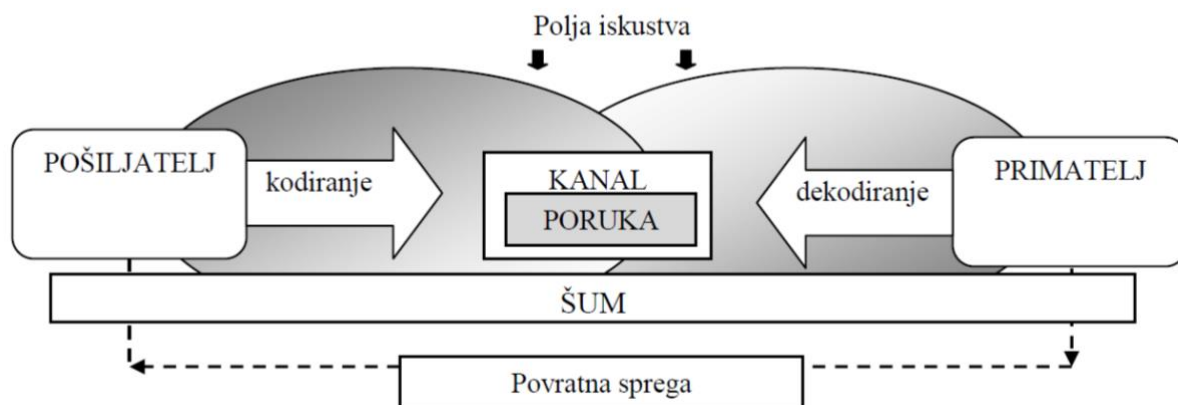 Polja iskustva
POŠILJATELJ
kodiranje
KANAL
PORUKA
dekodiranje
PRIMATELJ
ŠUM
Povratna sprega